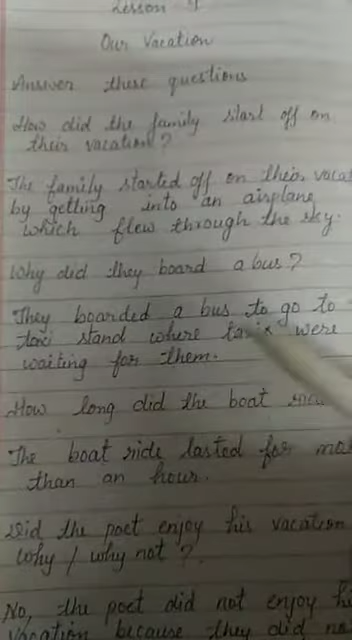 Lesson
Our Vacation
Answer these questions
How did the family start off on
their vacation?
The family started off on their vacat
by getting into an airplane
which flew through the sky.
Why did they board a bus?
They boarded a bus to go to
taxi stand where taxis were
waiting for them.
How long did the boat
The boat ride lasted for mo
than an hour.
Did the poet enjoy his vacation
Why / why not?
No, the poet did not enjoy hi
vacation because they did no